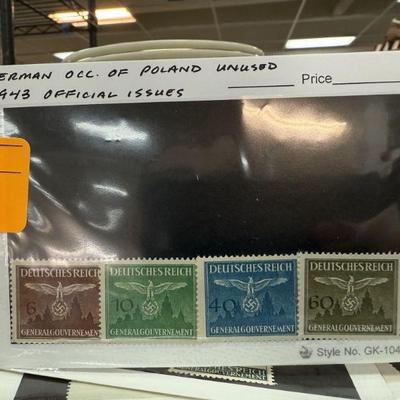 ERMAN OCC. OF POLAND UNUSED
943 OFFICIAL ISSUES
Price
DEUTSCHES REICH
6
GENERALGOUVERNEMENT
DEUTSCHES REICH
10
GENERALGOUVERNEMENT
DEUTSCHES REICH
40
GENERALGOUVERNEMENT
DEUTSCHES REICH
60
GENERALGOUVERNEMENT
Style No. GK-104